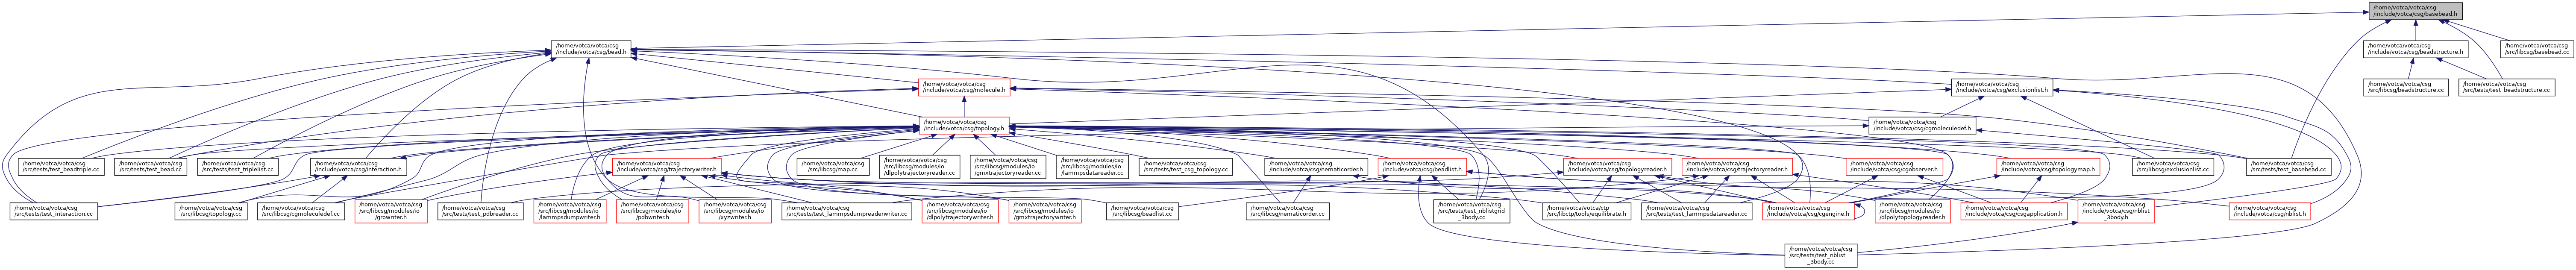 /home/votca/votca/csg
/include/votca/csg/basebead.h
/home/votca/votca/csg
/include/votca/csg/bead.h
/home/votca/votca/csg
/include/votca/csg/beadstructure.h
/home/votca/votca/csg
/src/libcsg/basebead.cc
/home/votca/votca/csg
/include/votca/csg/molecule.h
/home/votca/votca/csg
/include/votca/csg/exclusionlist.h
/home/votca/votca/csg
/src/libcsg/beadstructure.cc
/home/votca/votca/csg
/src/tests/test_beadstructure.cc
/home/votca/votca/csg
/include/votca/csg/topology.h
/home/votca/votca/csg
/include/votca/csg/cgmoleculedef.h
/home/votca/votca/csg
/src/tests/test_beadtriple.cc
/home/votca/votca/csg
/src/tests/test_bead.cc
/home/votca/votca/csg
/src/tests/test_triplelist.cc
/home/votca/votca/csg
/include/votca/csg/interaction.h
/home/votca/votca/csg
/include/votca/csg/trajectorywriter.h
/home/votca/votca/csg
/src/libcsg/map.cc
/home/votca/votca/csg
/src/libcsg/modules/io
/dlpolytrajectoryreader.cc
/home/votca/votca/csg
/src/libcsg/modules/io
/gmxtrajectoryreader.cc
/home/votca/votca/csg
/src/libcsg/modules/io
/lammpsdatareader.cc
/home/votca/votca/csg
/src/tests/test_csg_topology.cc
/home/votca/votca/csg
/include/votca/csg/nematicorder.h
/home/votca/votca/csg
/include/votca/csg/beadlist.h
/home/votca/votca/csg
/include/votca/csg/topologyreader.h
/home/votca/votca/csg
/include/votca/csg/trajectoryreader.h
/home/votca/votca/csg
/include/votca/csg/cgobserver.h
/home/votca/votca/csg
/include/votca/csg/topologymap.h
/home/votca/votca/csg
/src/libcsg/exclusionlist.cc
/home/votca/votca/csg
/src/tests/test_basebead.cc
/home/votca/votca/csg
/src/tests/test_interaction.cc
/home/votca/votca/csg
/src/libcsg/topology.cc
/home/votca/votca/csg
/src/libcsg/cgmoleculedef.cc
/home/votca/votca/csg
/src/libcsg/modules/io
/growriter.h
/home/votca/votca/csg
/src/tests/test_pdbreader.cc
/home/votca/votca/csg
/src/libcsg/modules/io
/lammpsdumpwriter.h
/home/votca/votca/csg
/src/libcsg/modules/io
/pdbwriter.h
/home/votca/votca/csg
/src/libcsg/modules/io
/xyzwriter.h
/home/votca/votca/csg
/src/tests/test_lammpsdumpreaderwriter.cc
/home/votca/votca/csg
/src/libcsg/modules/io
/dlpolytrajectorywriter.h
/home/votca/votca/csg
/src/libcsg/modules/io
/gmxtrajectorywriter.h
/home/votca/votca/csg
/src/libcsg/beadlist.cc
/home/votca/votca/csg
/src/libcsg/nematicorder.cc
/home/votca/votca/csg
/src/tests/test_nblistgrid
_3body.cc
/home/votca/votca/ctp
/src/libctp/tools/equilibrate.h
/home/votca/votca/csg
/src/tests/test_lammpsdatareader.cc
/home/votca/votca/csg
/include/votca/csg/cgengine.h
/home/votca/votca/csg
/src/libcsg/modules/io
/dlpolytopologyreader.h
/home/votca/votca/csg
/include/votca/csg/csgapplication.h
/home/votca/votca/csg
/include/votca/csg/nblist
_3body.h
/home/votca/votca/csg
/include/votca/csg/nblist.h
/home/votca/votca/csg
/src/tests/test_nblist
_3body.cc